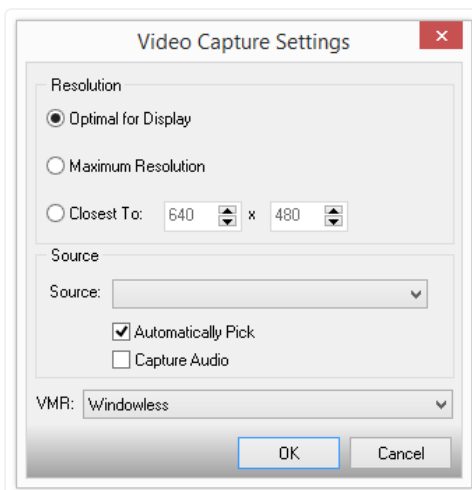 Video Capture Settings
Resolution
Optimal for Display
Maximum Resolution
Closest To: 640 x 480
Source
Source:
Automatically Pick
Capture Audio
VMR: Windowless
OK Cancel